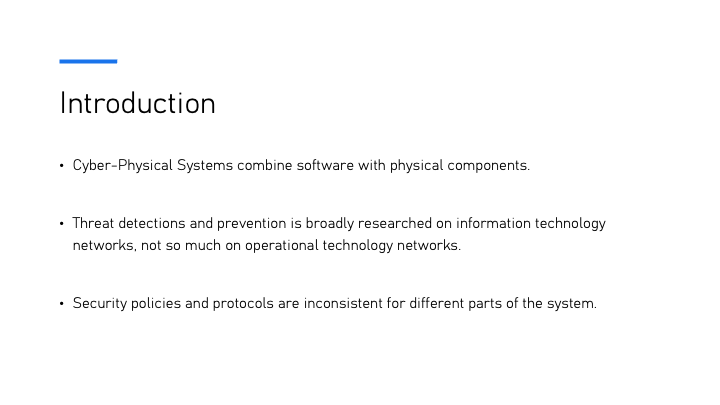 Introduction
• Cyber-Physical Systems combine software with physical components.
• Threat detections and prevention is broadly researched on information technology
networks, not so much on operational technology networks.
• Security policies and protocols are inconsistent for different parts of the system.